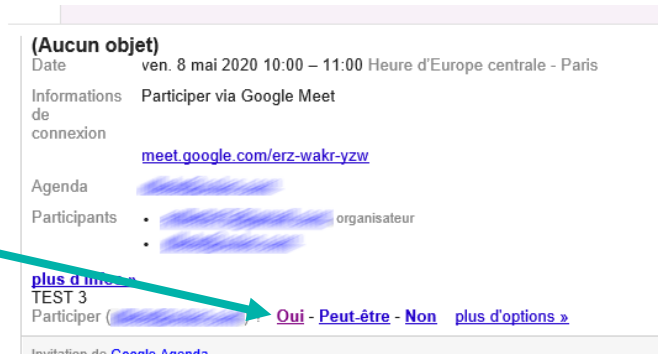 (Aucun objet)
Date ven. 8 mai 2020 10:00 – 11:00 Heure d'Europe centrale - Paris
Informations de connexion Participer via Google Meet
meet.google.com/erz-wakr-yzw
Agenda
Participants • organisateur
•
plus d'infos »
TEST 3
Participer ( ) ? Oui - Peut-être - Non plus d'options »
Invitation de Google Agenda